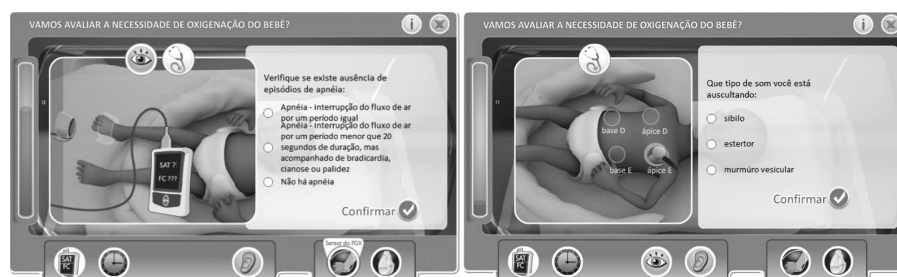 VAMOS AVALIAR A NECESSIDADE DE OXIGENAÇÃO DO BEBÊ?
i
Verifique se existe ausência de
episódios de apnéia:
Apnéia - interrupção do fluxo de ar
por um período igual
Apnéia - interrupção do fluxo de ar
por um período menor que 20
segundos de duração, mas
acompanhado de bradicardia,
cianose ou palidez
Não há apnéia
SAT ?
FC ???
Confirmar
Sensor do POX
SAT
FC
VAMOS AVALIAR A NECESSIDADE DE OXIGENAÇÃO DO BEBÊ?
i
Que tipo de som você está
auscultando:
sibilo
estertor
murmúro vesicular
base D ápice D
base E ápice E
Confirmar
SAT
FC